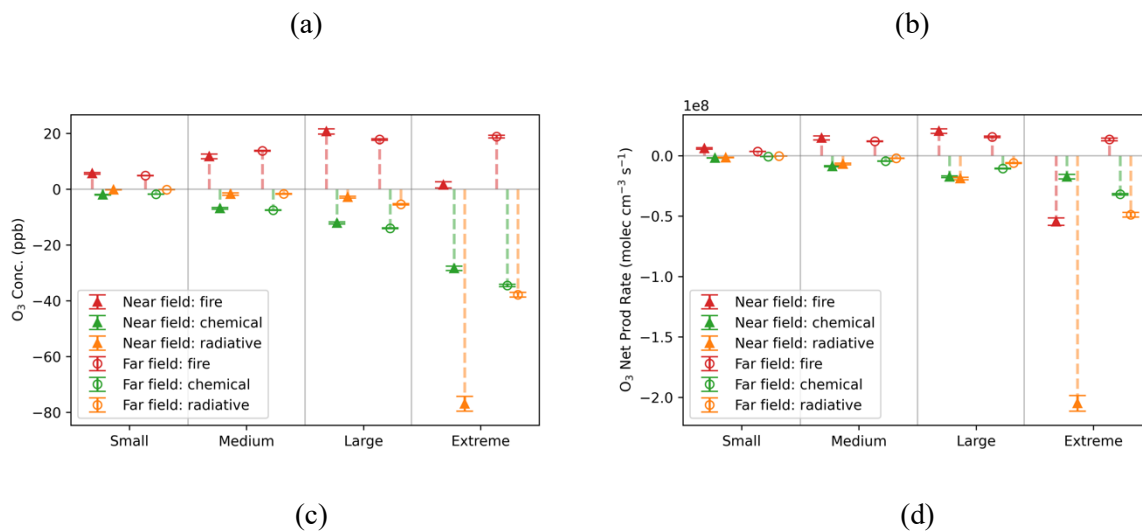 (a)
(b)
20
0
−20
−40
−60
−80
O₃ Conc. (ppb)
Near field: fire
Near field: chemical
Near field: radiative
Far field: fire
Far field: chemical
Far field: radiative
Small
Medium
Large
Extreme
1e8
0.0
−0.5
−1.0
−1.5
−2.0
O₃ Net Prod Rate (molec cm⁻³ s⁻¹)
Near field: fire
Near field: chemical
Near field: radiative
Far field: fire
Far field: chemical
Far field: radiative
Small
Medium
Large
Extreme
(c)
(d)